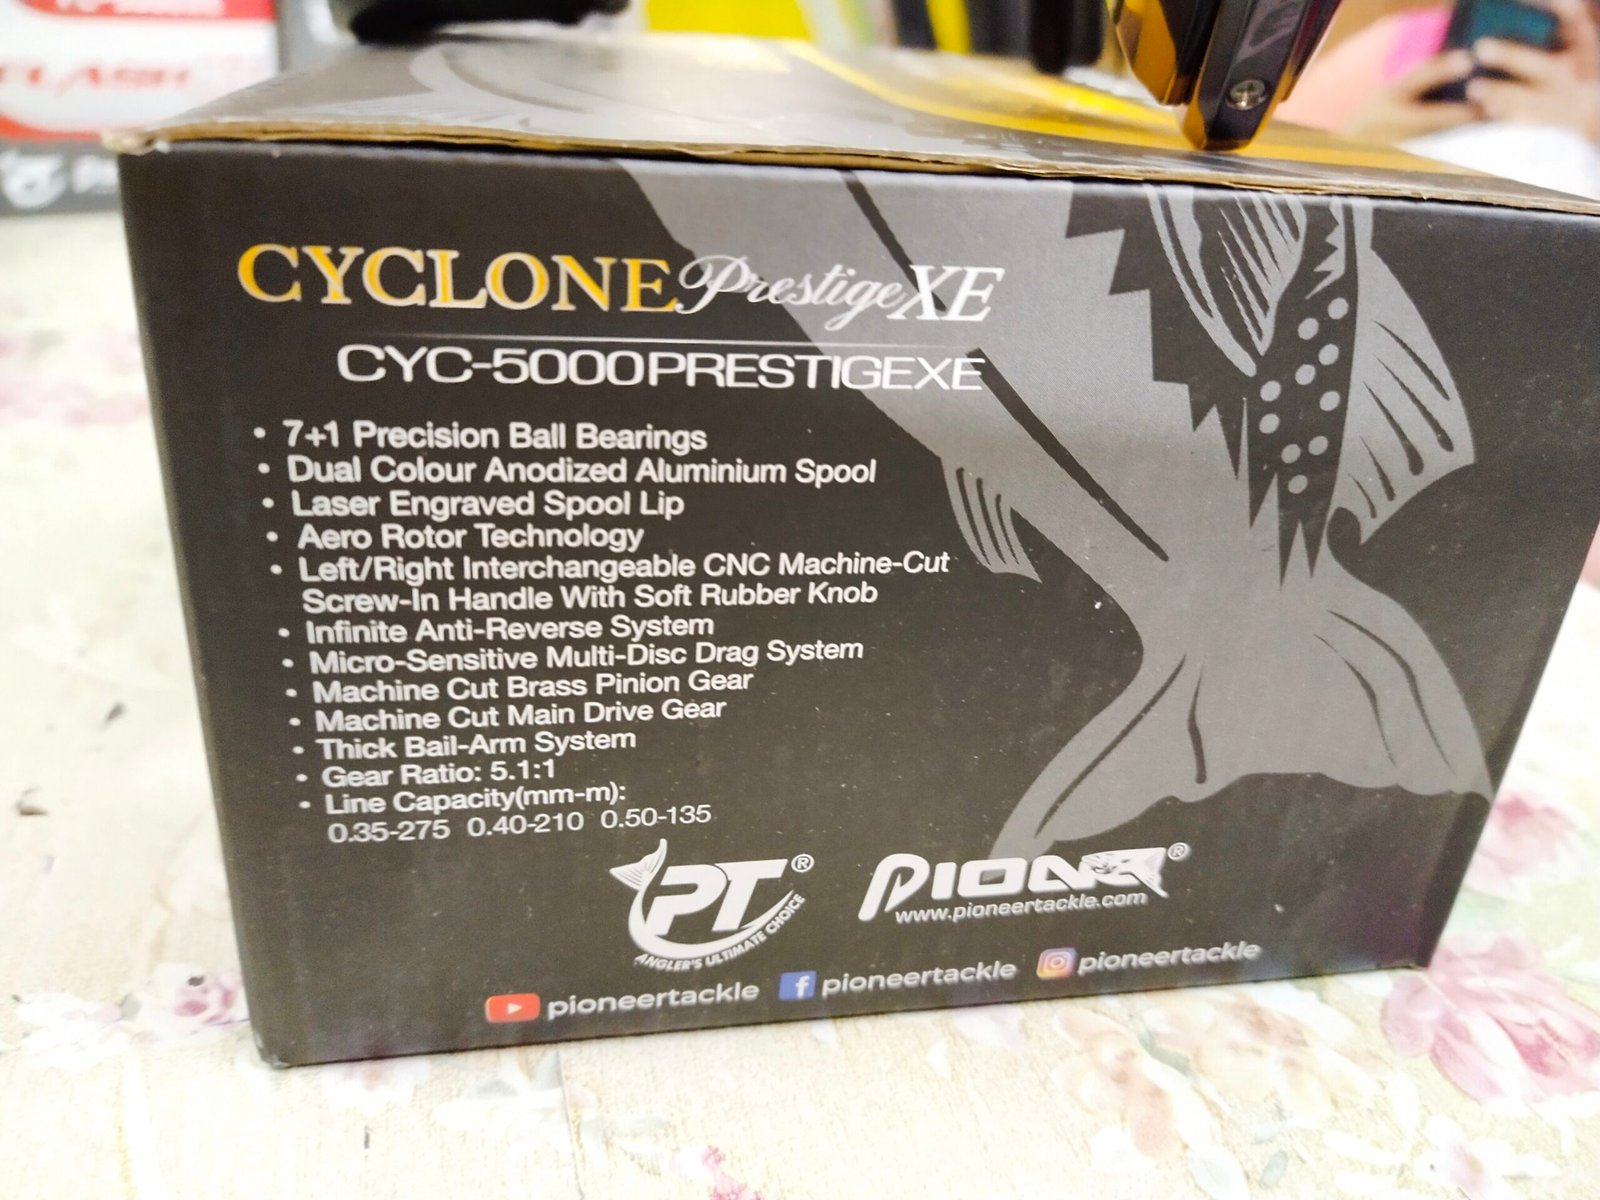 CYCLONE Prestige XE
CYC-5000PRESTIGEXE
• 7+1 Precision Ball Bearings
• Dual Colour Anodized Aluminium Spool
• Laser Engraved Spool Lip
• Aero Rotor Technology
• Left/Right Interchangeable CNC Machine-Cut
Screw-In Handle With Soft Rubber Knob
• Infinite Anti-Reverse System
• Micro-Sensitive Multi-Disc Drag System
• Machine Cut Brass Pinion Gear
• Machine Cut Main Drive Gear
• Thick Bail-Arm System
• Gear Ratio: 5.1:1
• Line Capacity(mm-m):
0.35-275 0.40-210 0.50-135
PT®
ANGLER'S ULTIMATE CHOICE
PIONEER®
www.pioneertackle.com
pioneertackle pioneertackle pioneertackle